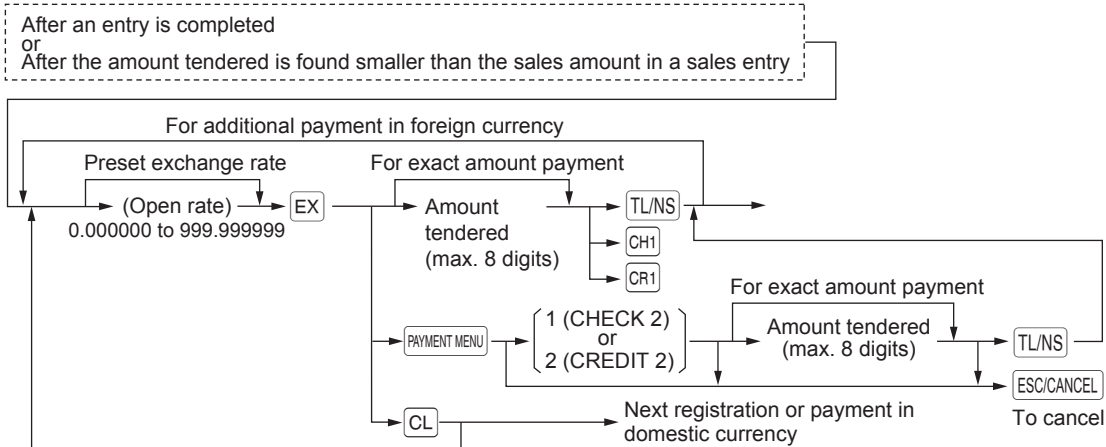 After an entry is completed
or
After the amount tendered is found smaller than the sales amount in a sales entry
For additional payment in foreign currency
Preset exchange rate
For exact amount payment
(Open rate)
0.000000 to 999.999999
EX
Amount
tendered
(max. 8 digits)
TL/NS
CH1
CR1
For exact amount payment
PAYMENT MENU
1 (CHECK 2)
or
2 (CREDIT 2)
Amount tendered
(max. 8 digits)
TL/NS
ESC/CANCEL
To cancel
CL
Next registration or payment in
domestic currency